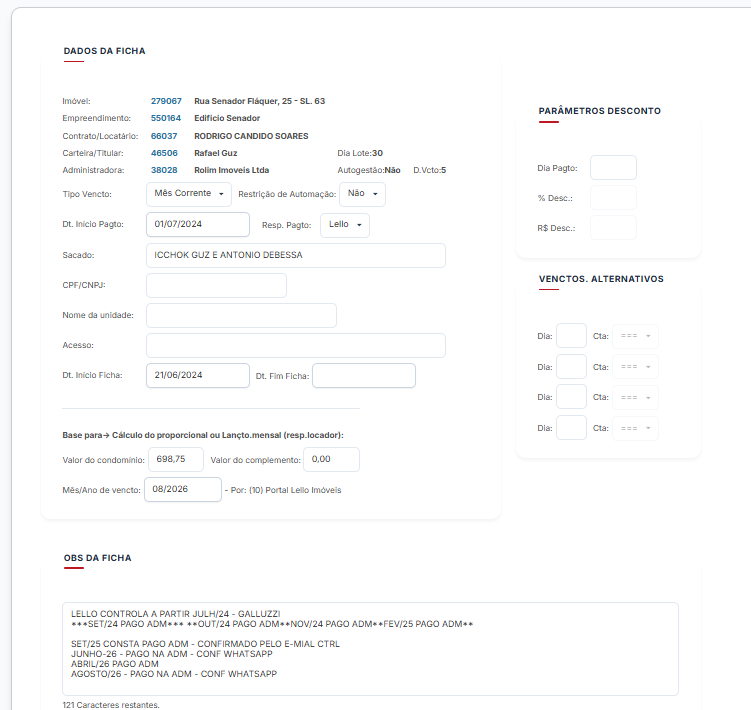 DADOS DA FICHA
Imóvel: 279067 Rua Senador Fláquer, 25 - SL. 63
Empreendimento: 550164 Edifício Senador
Contrato/Locatário: 66037 RODRIGO CANDIDO SOARES
Carteira/Titular: 46506 Rafael Guz Dia Lote:30
Administradora: 38028 Rolim Imoveis Ltda Autogestão:Não D.Vcto:5
Tipo Vencto: Mês Corrente Restrição de Automação: Não
Dt. Início Pagto: 01/07/2024 Resp. Pagto: Lello
Sacado: ICCHOK GUZ E ANTONIO DEBESSA
CPF/CNPJ:
Nome da unidade:
Acesso:
Dt. Início Ficha: 21/06/2024 Dt. Fim Ficha:
Base para→ Cálculo do proporcional ou Lançto.mensal (resp.locador):
Valor do condomínio: 698,75 Valor do complemento: 0,00
Mês/Ano de vencto: 08/2026 - Por: (10) Portal Lello Imóveis
PARÂMETROS DESCONTO
Dia Pagto:
% Desc.:
R$ Desc.:
VENCTOS. ALTERNATIVOS
Dia: Cta: ===
Dia: Cta: ===
Dia: Cta: ===
Dia: Cta: ===
OBS DA FICHA
LELLO CONTROLA A PARTIR JULH/24 - GALLUZZI
***SET/24 PAGO ADM*** **OUT/24 PAGO ADM**NOV/24 PAGO ADM**FEV/25 PAGO ADM**
SET/25 CONSTA PAGO ADM - CONFIRMADO PELO E-MIAL CTRL
JUNHO-26 - PAGO NA ADM - CONF WHATSAPP
ABRIL/26 PAGO ADM
AGOSTO/26 - PAGO NA ADM - CONF WHATSAPP
121 Caracteres restantes.